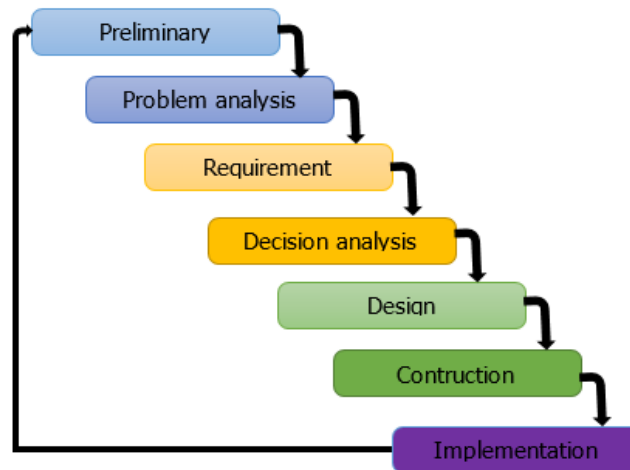 Preliminary
Problem analysis
Requirement
Decision analysis
Design
Contruction
Implementation